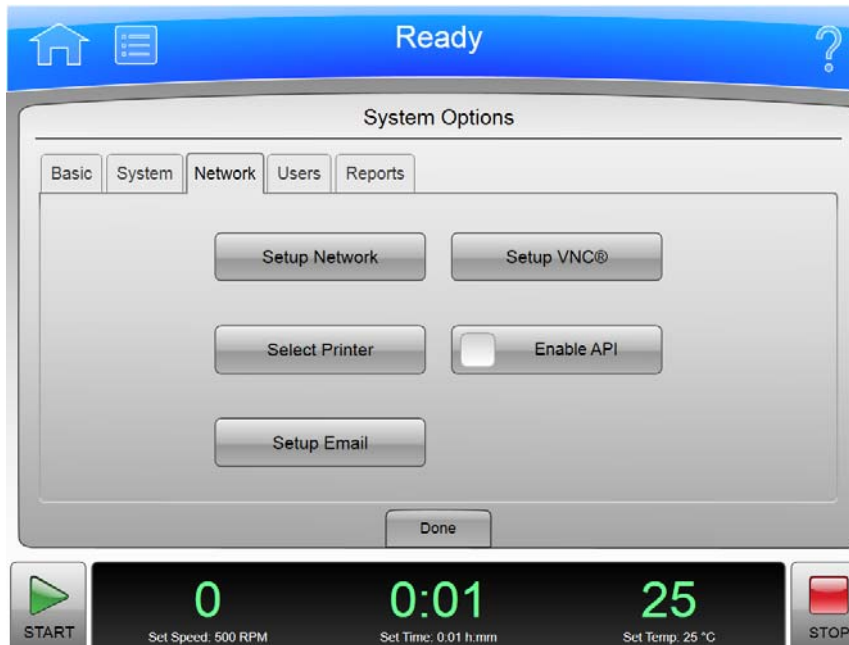 Ready
System Options
Basic System Network Users Reports
Setup Network Setup VNC®
Select Printer Enable API
Setup Email
Done
0 0:01 25
START Set Speed: 500 RPM Set Time: 0:01 h:mm Set Temp: 25 °C STOP